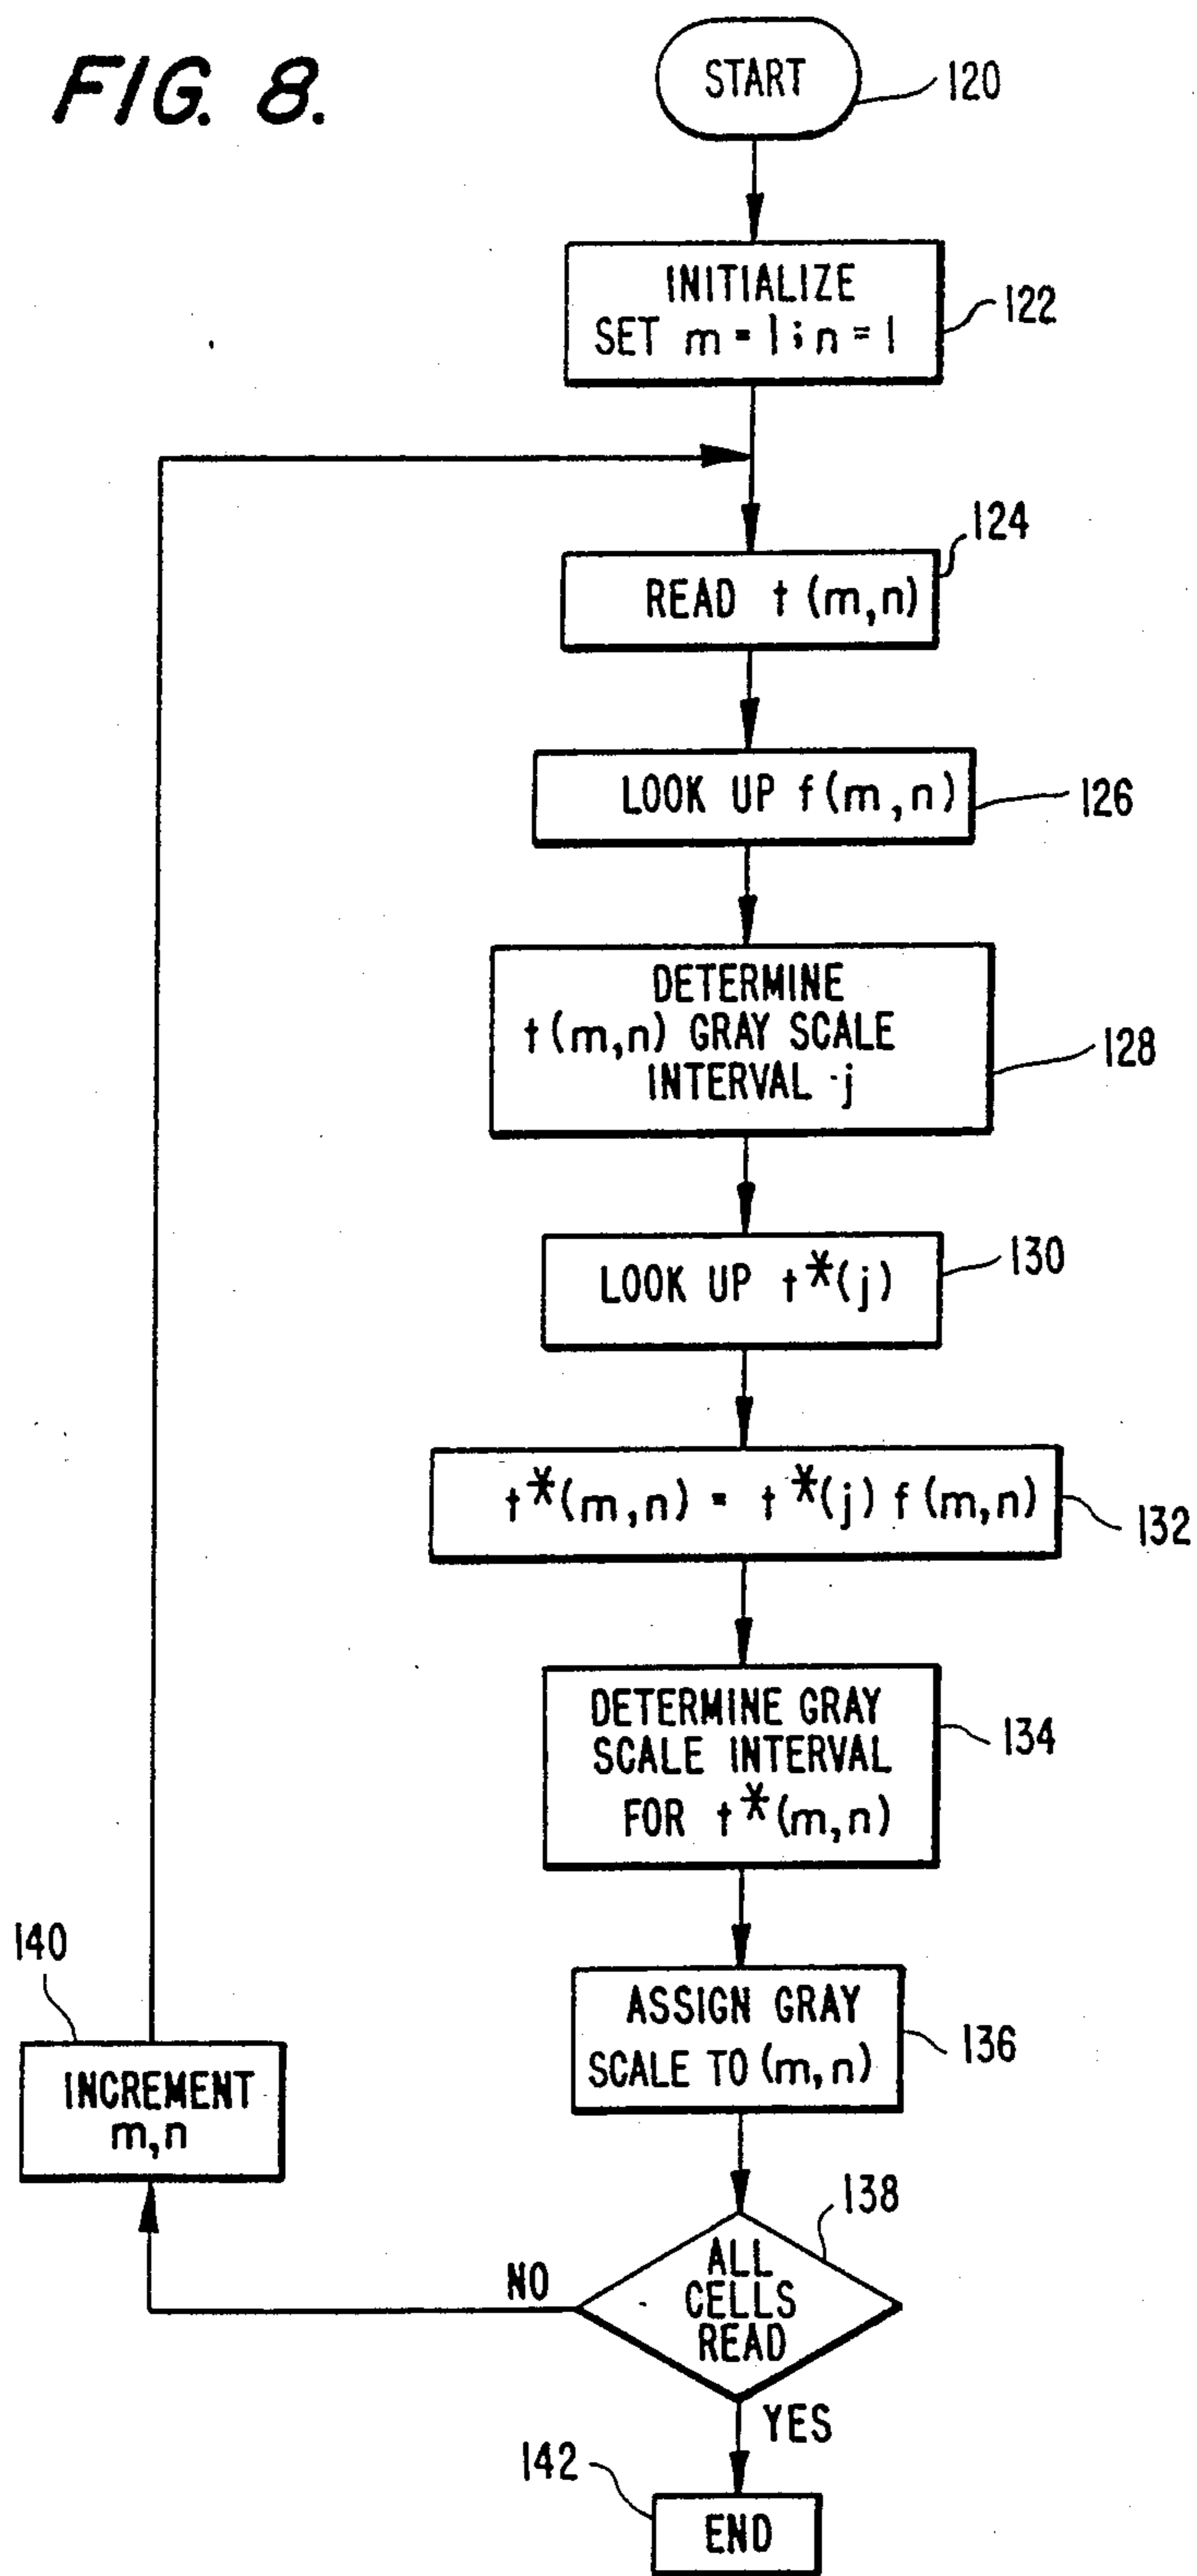 FIG. 8.
START
120
INITIALIZE
SET m = 1 ; n = 1
122
124
READ t (m,n)
LOOK UP f(m,n)
126
DETERMINE
t(m,n) GRAY SCALE
INTERVAL - j
128
LOOK UP t*(j)
130
t*(m,n) = t*(j) f(m,n)
132
DETERMINE GRAY
SCALE INTERVAL
FOR t*(m,n)
134
140
ASSIGN GRAY
SCALE TO (m,n)
136
INCREMENT
m,n
138
ALL
CELLS
READ
NO
YES
142
END